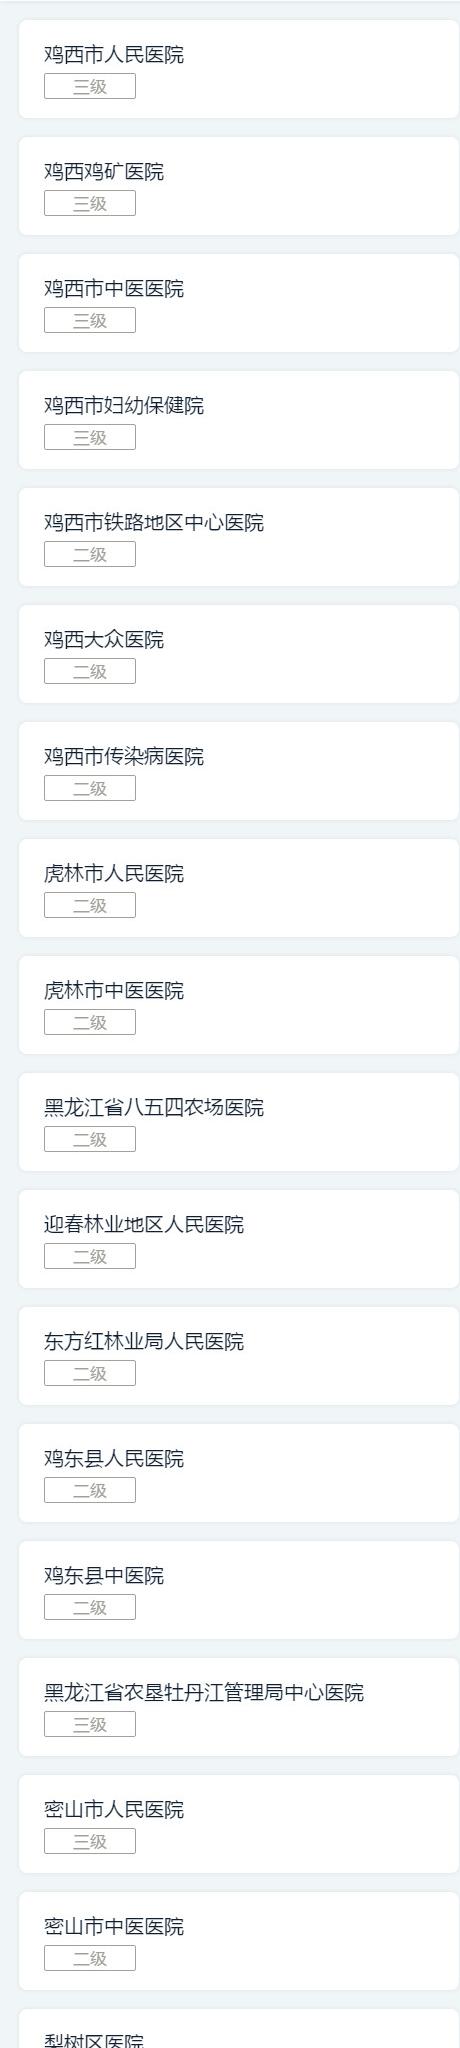 鸡西市人民医院
三级
鸡西鸡矿医院
三级
鸡西市中医医院
三级
鸡西市妇幼保健院
三级
鸡西市铁路地区中心医院
二级
鸡西大众医院
二级
鸡西市传染病医院
二级
虎林市人民医院
二级
虎林市中医医院
二级
黑龙江省八五四农场医院
二级
迎春林业地区人民医院
二级
东方红林业局人民医院
二级
鸡东县人民医院
二级
鸡东县中医院
二级
黑龙江省农垦牡丹江管理局中心医院
三级
密山市人民医院
三级
密山市中医医院
二级
梨树区医院